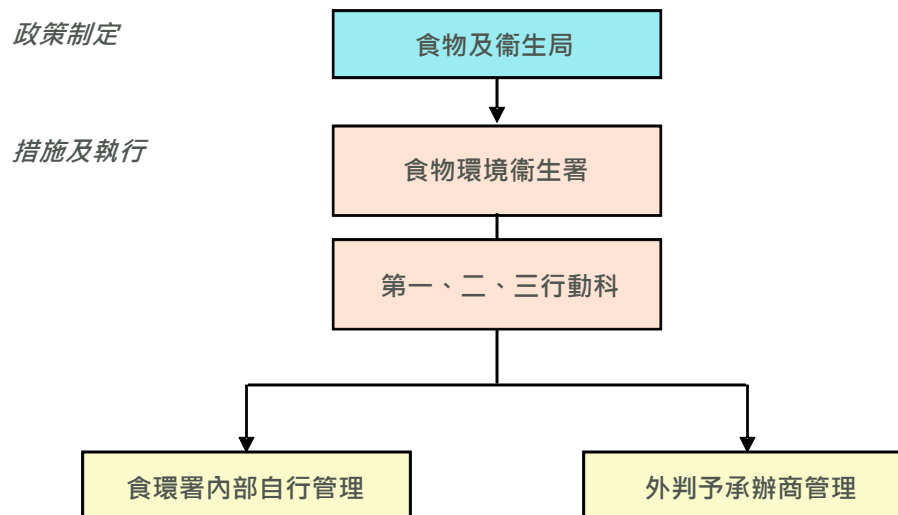 政策制定
食物及衞生局
措施及執行
食物環境衞生署
第一、二、三行動科
食環署內部自行管理
外判予承辦商管理